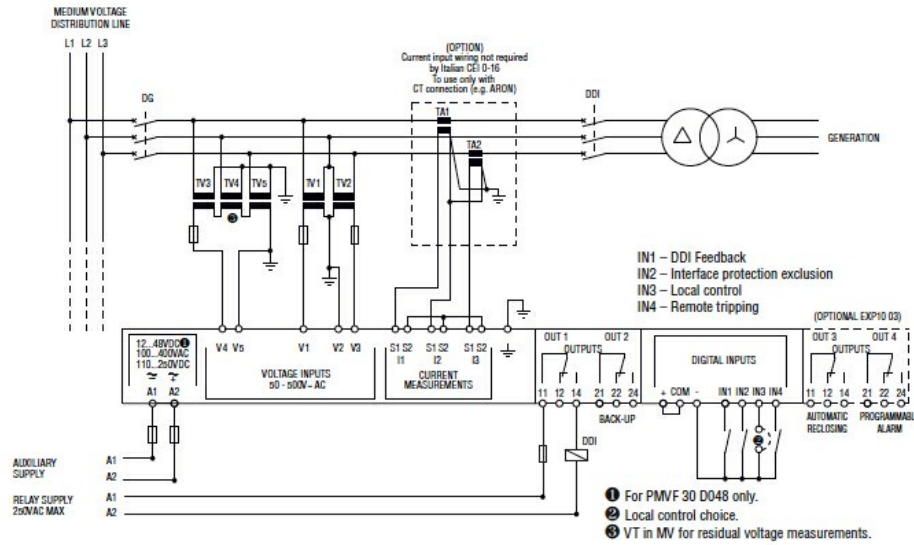 MEDIUM VOLTAGE
DISTRIBUTION LINE
L1 L2 L3
DG
(OPTION)
Current input wiring not required
by Italian CEI 0-16
To use only with
CT connection (e.g. ARON)
TA1
TA2
DDI
GENERATION
TV3 TV4 TV5
TV1 TV2
❸
IN1 – DDI Feedback
IN2 – Interface protection exclusion
IN3 – Local control
IN4 – Remote tripping
(OPTIONAL EXP10 03)
12...48VDC❶
100...400VAC
110...250VDC
A1 A2
V4 V5
V1 V2 V3
VOLTAGE INPUTS
50 - 500V~ AC
S1 S2 S1 S2 S1 S2
I1 I2 I3
CURRENT
MEASUREMENTS
OUT 1 OUT 2
OUTPUTS
11 12 14 21 22 24
BACK-UP
DIGITAL INPUTS
+ COM - IN1 IN2 IN3 IN4
OUT 3 OUT 4
OUTPUTS
11 12 14 21 22 24
AUTOMATIC
RECLOSING
PROGRAMMABLE
ALARM
❷
DDI
AUXILIARY
SUPPLY
A1
A2
RELAY SUPPLY
250VAC MAX
A1
A2
❶ For PMVF 30 D048 only.
❷ Local control choice.
❸ VT in MV for residual voltage measurements.